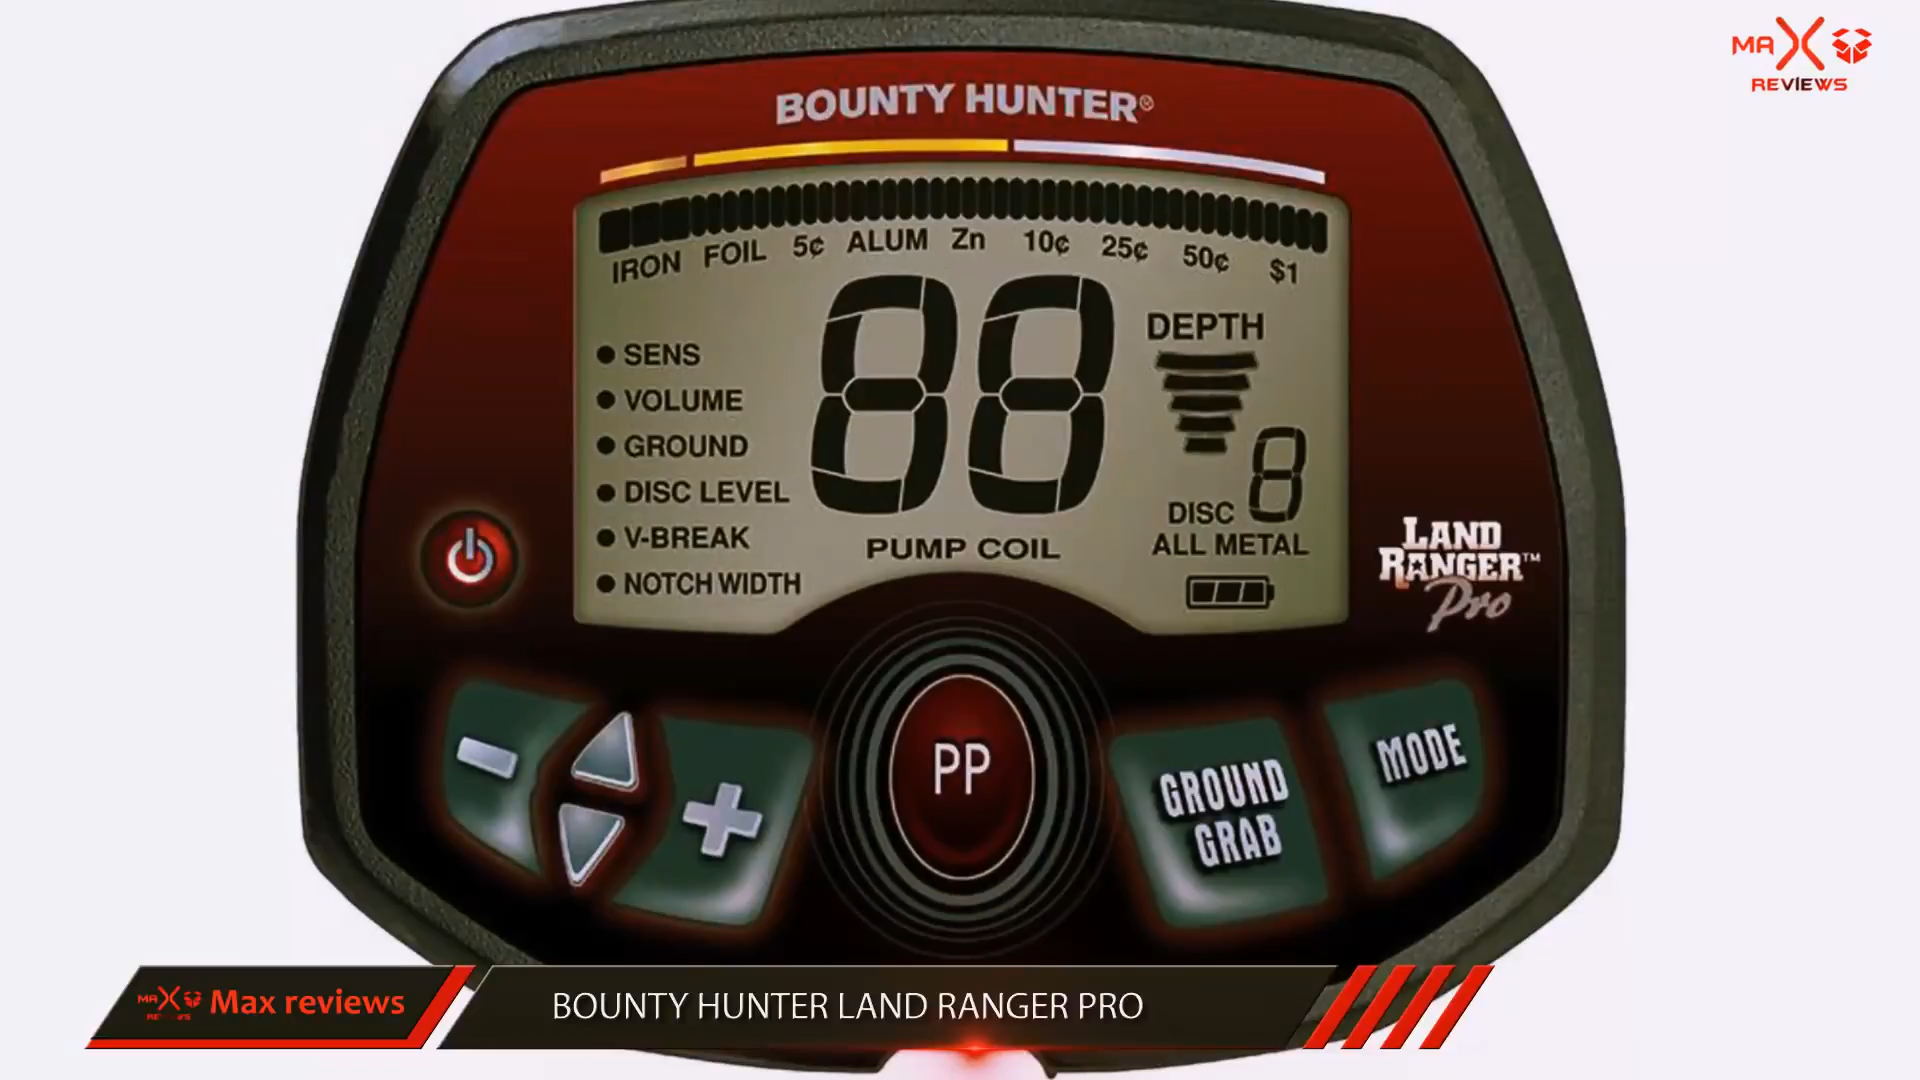 MAX
REVIEWS
BOUNTY HUNTER®
IRON FOIL 5¢ ALUM Zn 10¢ 25¢ 50¢ $1
88
DEPTH
SENS
VOLUME
GROUND
DISC LEVEL
V-BREAK
NOTCH WIDTH
8
DISC
ALL METAL
PUMP COIL
LAND
RANGER™
Pro
PP
GROUND
GRAB
MODE
MAX
REVIEWS
Max reviews
BOUNTY HUNTER LAND RANGER PRO